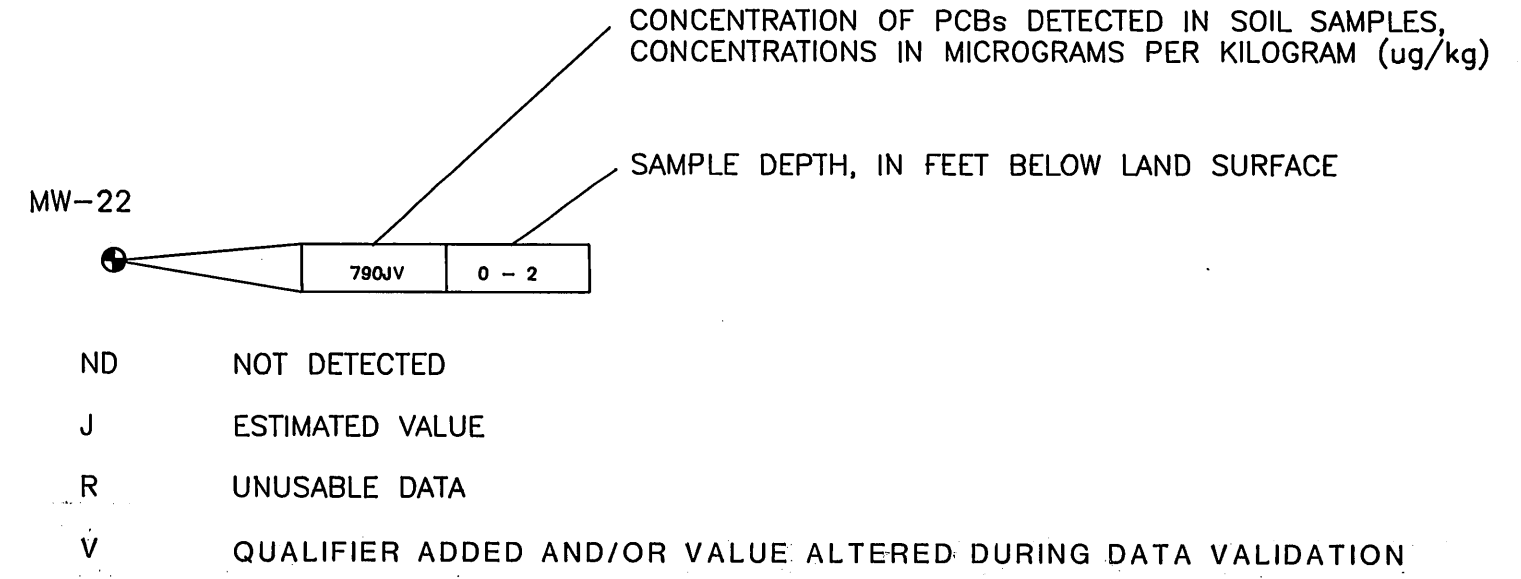 CONCENTRATION OF PCBs DETECTED IN SOIL SAMPLES,
CONCENTRATIONS IN MICROGRAMS PER KILOGRAM (ug/kg)
SAMPLE DEPTH, IN FEET BELOW LAND SURFACE
MW-22
790JV 0 - 2
ND NOT DETECTED
J ESTIMATED VALUE
R UNUSABLE DATA
V QUALIFIER ADDED AND/OR VALUE ALTERED DURING DATA VALIDATION